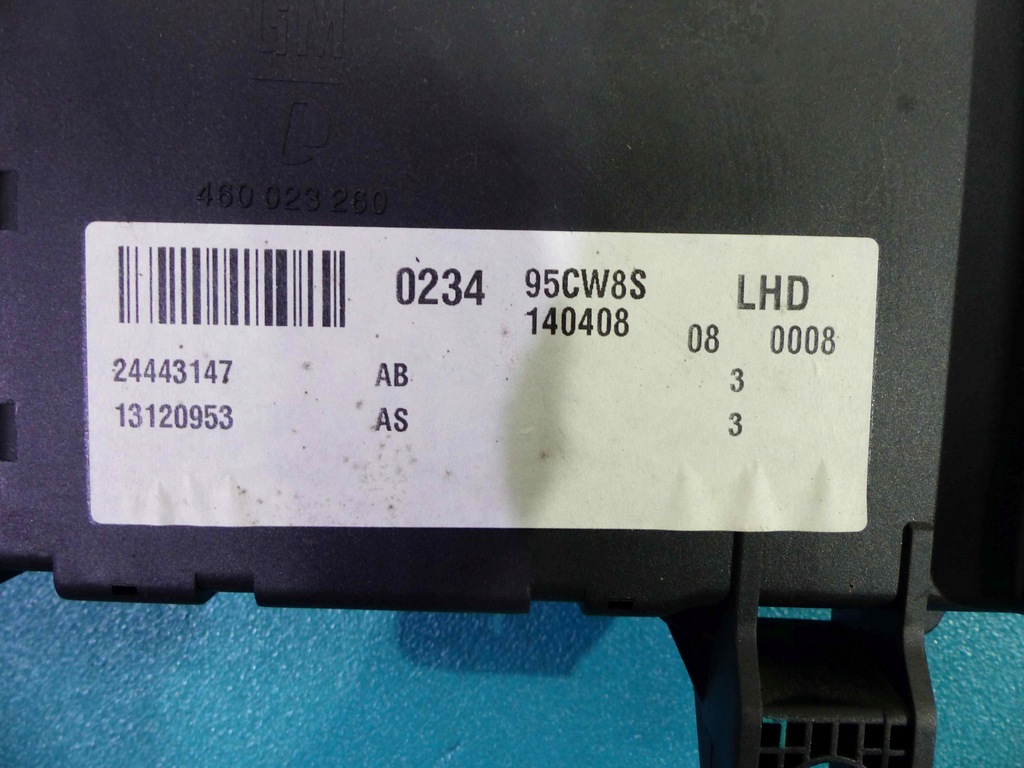 GM
D
460 023 260
0234 95CW8S LHD
140408 08 0008
24443147 AB 3
13120953 AS 3